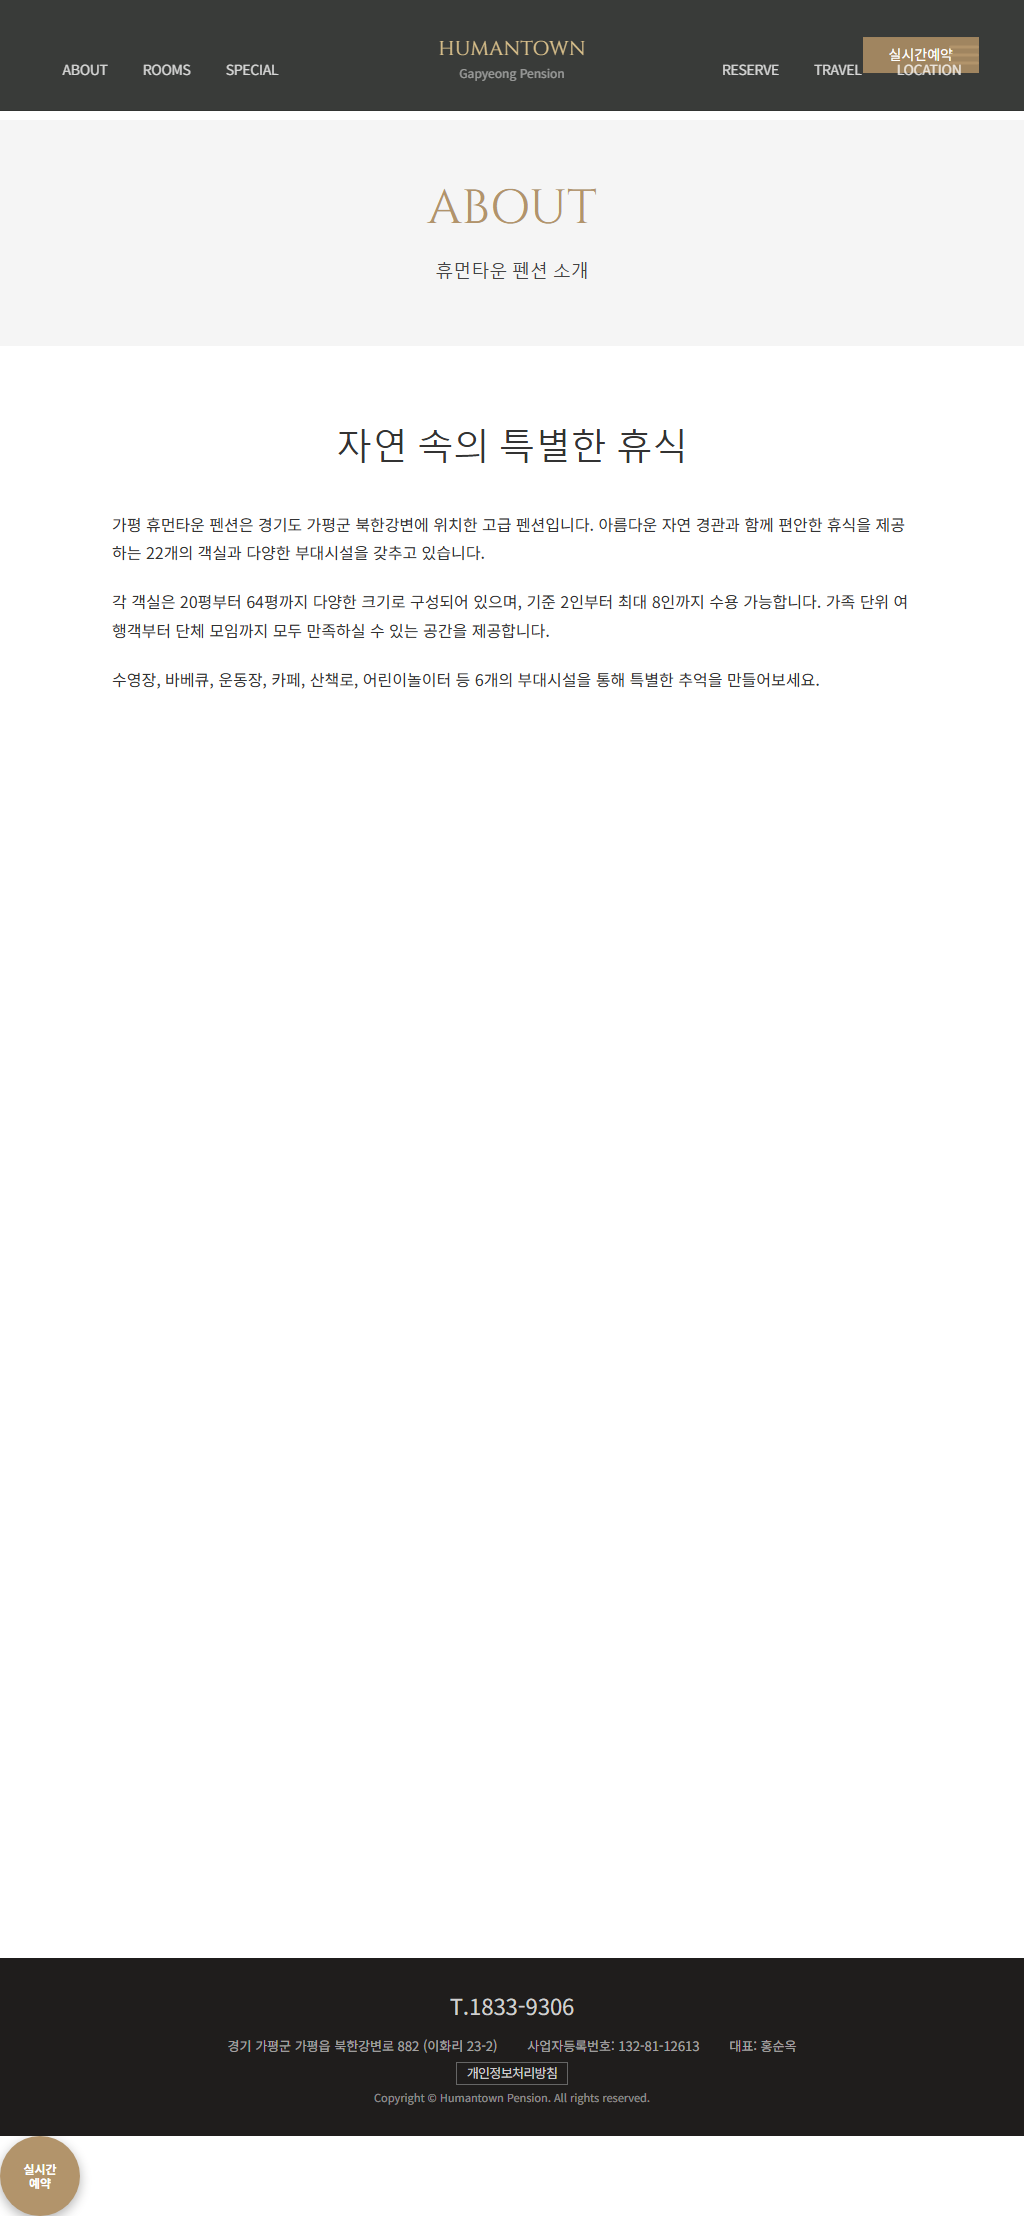 HUMANTOWN
Gapyeong Pension
ABOUT ROOMS SPECIAL
실시간예약
RESERVE TRAVEL LOCATION
ABOUT
휴먼타운 펜션 소개
자연 속의 특별한 휴식
가평 휴먼타운 펜션은 경기도 가평군 북한강변에 위치한 고급 펜션입니다. 아름다운 자연 경관과 함께 편안한 휴식을 제공
하는 22개의 객실과 다양한 부대시설을 갖추고 있습니다.
각 객실은 20평부터 64평까지 다양한 크기로 구성되어 있으며, 기준 2인부터 최대 8인까지 수용 가능합니다. 가족 단위 여
행객부터 단체 모임까지 모두 만족하실 수 있는 공간을 제공합니다.
수영장, 바베큐, 운동장, 카페, 산책로, 어린이놀이터 등 6개의 부대시설을 통해 특별한 추억을 만들어보세요.
T.1833-9306
경기 가평군 가평읍 북한강변로 882 (이화리 23-2) 사업자등록번호: 132-81-12613 대표: 홍순옥
개인정보처리방침
Copyright © Humantown Pension. All rights reserved.
실시간
예약